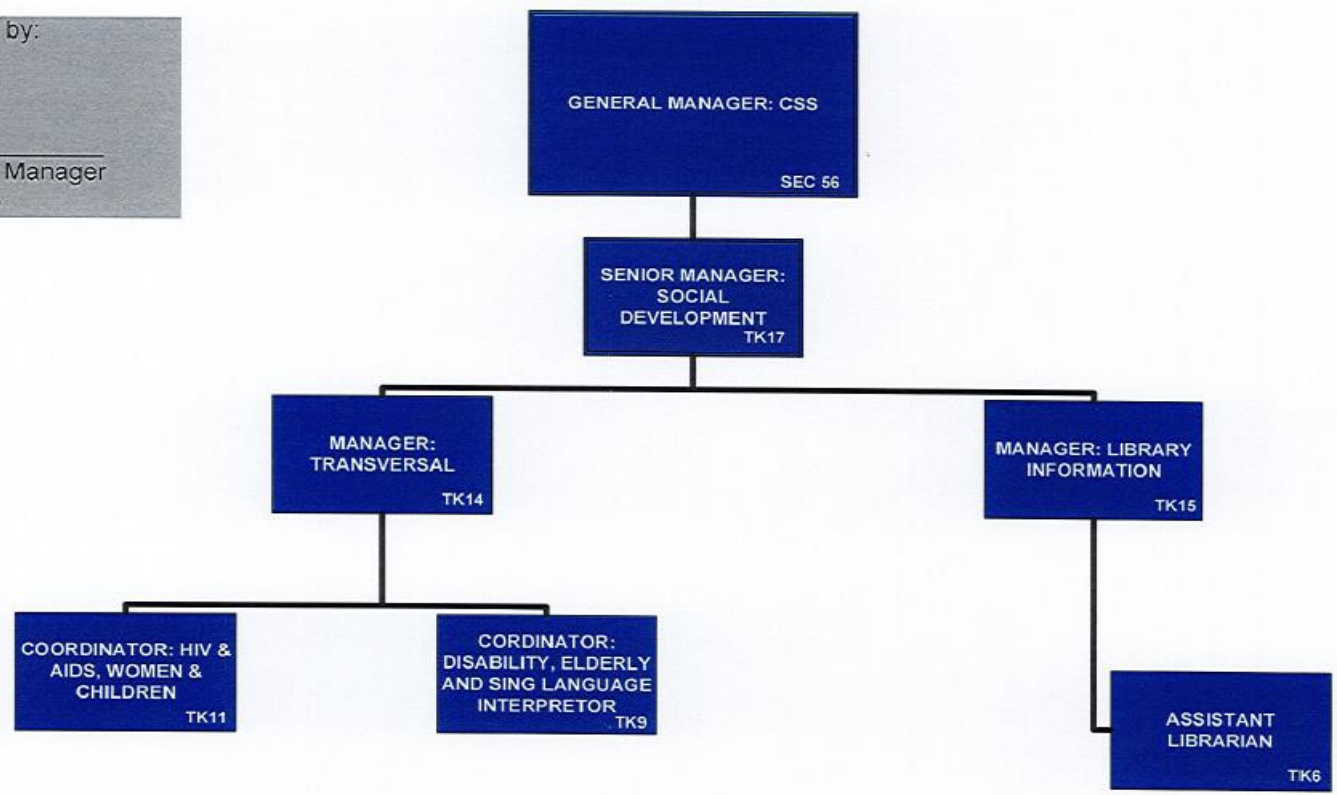 by:
Manager
GENERAL MANAGER: CSS
SEC 56
SENIOR MANAGER:
SOCIAL
DEVELOPMENT
TK17
MANAGER:
TRANSVERSAL
TK14
MANAGER: LIBRARY
INFORMATION
TK15
COORDINATOR: HIV &
AIDS, WOMEN &
CHILDREN
TK11
CORDINATOR:
DISABILITY, ELDERLY
AND SING LANGUAGE
INTERPRETOR
TK9
ASSISTANT
LIBRARIAN
TK6